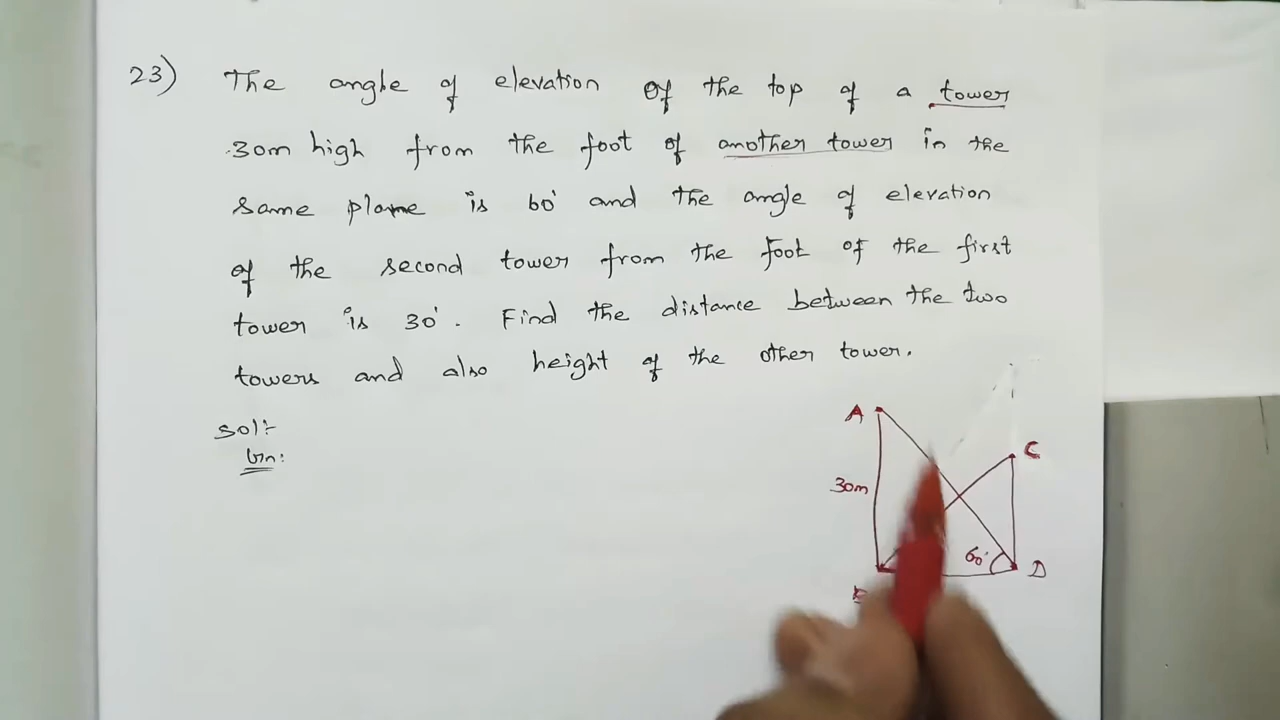 23) The angle of elevation of the top of a tower
30m high from the foot of another tower in the
same plane is 60° and the angle of elevation
of the second tower from the foot of the first
tower is 30°. Find the distance between the two
towers and also height of the other tower.
Sol:-
Gn:
A
C
30m
60°
D